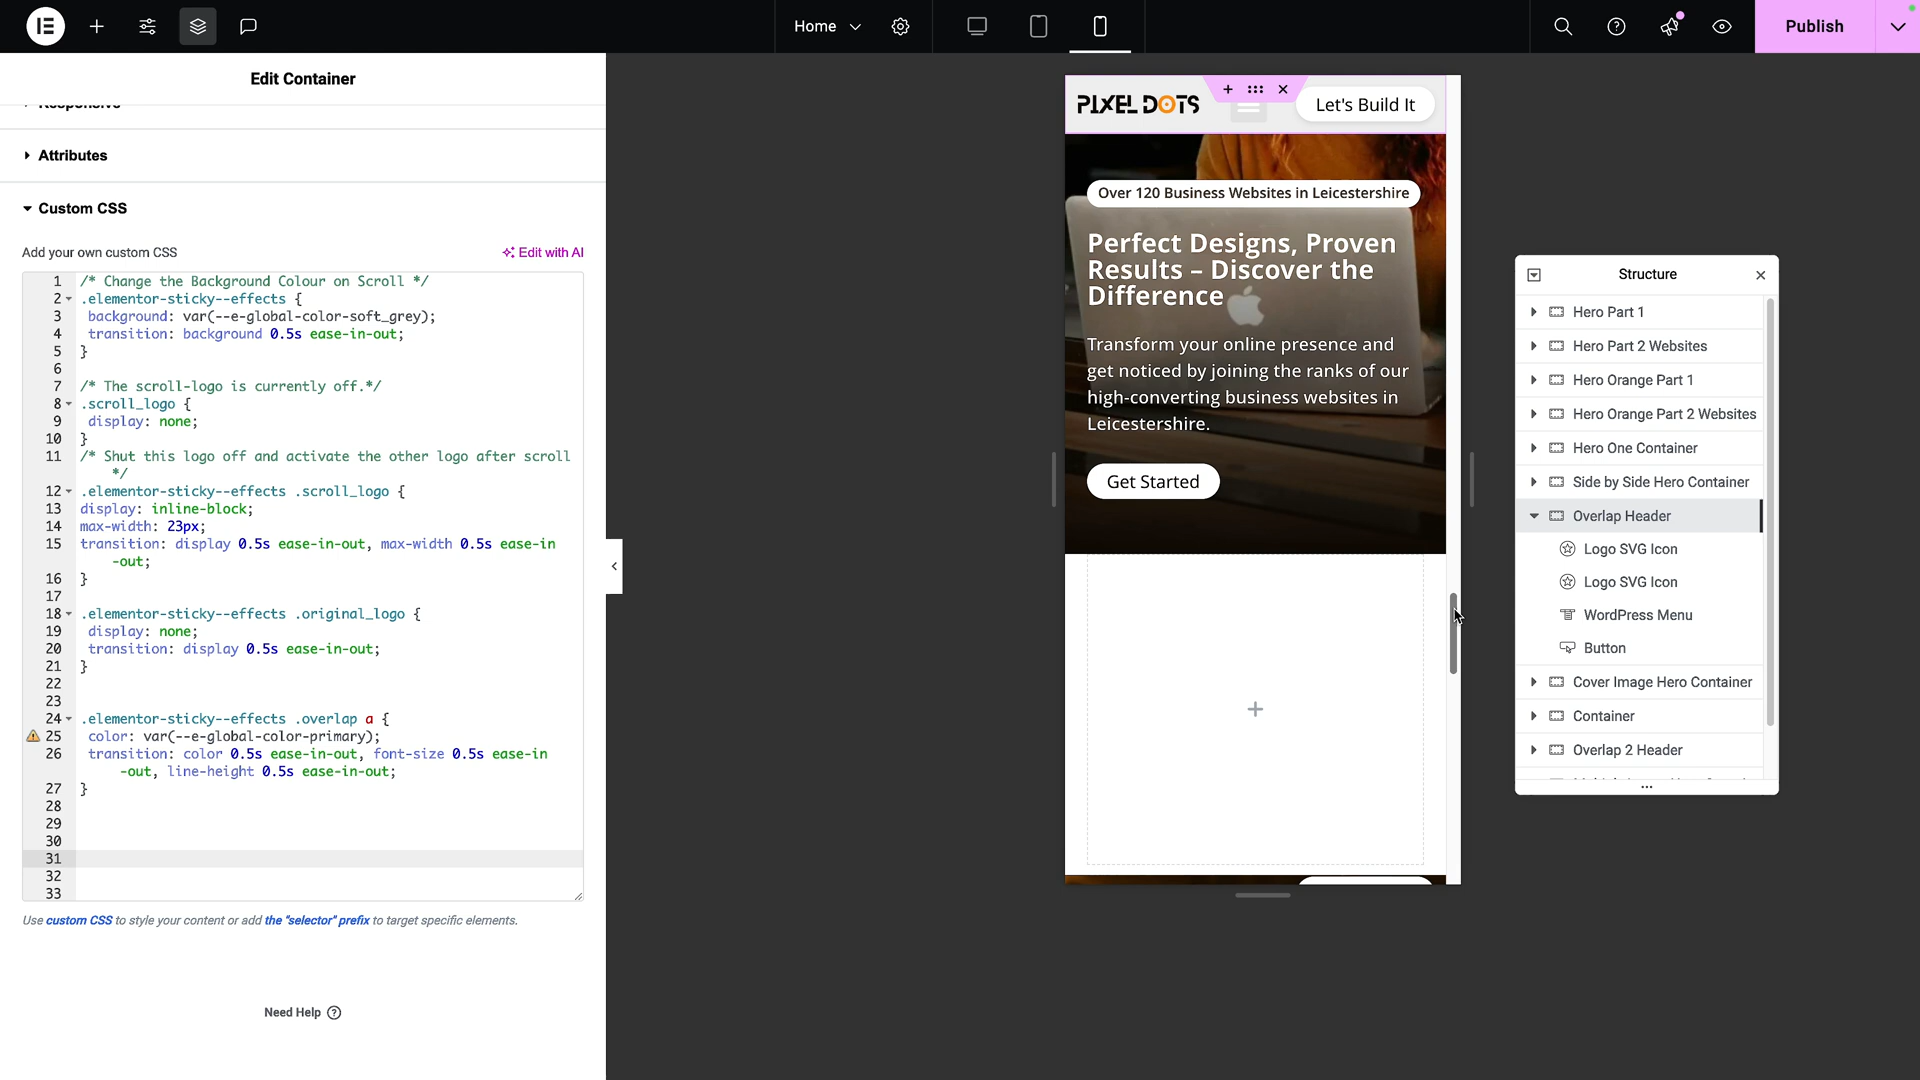 Home
Publish
Edit Container
Responsive
Attributes
Custom CSS
Add your own custom CSS
Edit with AI
1 /* Change the Background Colour on Scroll */
2 .elementor-sticky--effects {
3 background: var(--e-global-color-soft_grey);
4 transition: background 0.5s ease-in-out;
5 }
6
7 /* The scroll-logo is currently off.*/
8 .scroll_logo {
9 display: none;
10 }
11 /* Shut this logo off and activate the other logo after scroll
*/
12 .elementor-sticky--effects .scroll_logo {
13 display: inline-block;
14 max-width: 23px;
15 transition: display 0.5s ease-in-out, max-width 0.5s ease-in
-out;
16 }
17
18 .elementor-sticky--effects .original_logo {
19 display: none;
20 transition: display 0.5s ease-in-out;
21 }
22
23
24 .elementor-sticky--effects .overlap a {
25 color: var(--e-global-color-primary);
26 transition: color 0.5s ease-in-out, font-size 0.5s ease-in
-out, line-height 0.5s ease-in-out;
27 }
28
29
30
31
32
33
Use custom CSS to style your content or add the "selector" prefix to target specific elements.
Need Help
PIXEL DOTS
Let's Build It
Over 120 Business Websites in Leicestershire
Perfect Designs, Proven
Results – Discover the
Difference
Transform your online presence and
get noticed by joining the ranks of our
high-converting business websites in
Leicestershire.
Get Started
Structure
Hero Part 1
Hero Part 2 Websites
Hero Orange Part 1
Hero Orange Part 2 Websites
Hero One Container
Side by Side Hero Container
Overlap Header
Logo SVG Icon
Logo SVG Icon
WordPress Menu
Button
Cover Image Hero Container
Container
Overlap 2 Header